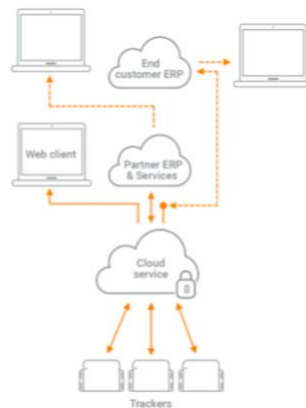 End
customer ERP
Web client
Partner ERP
& Services
Cloud
service
Trackers